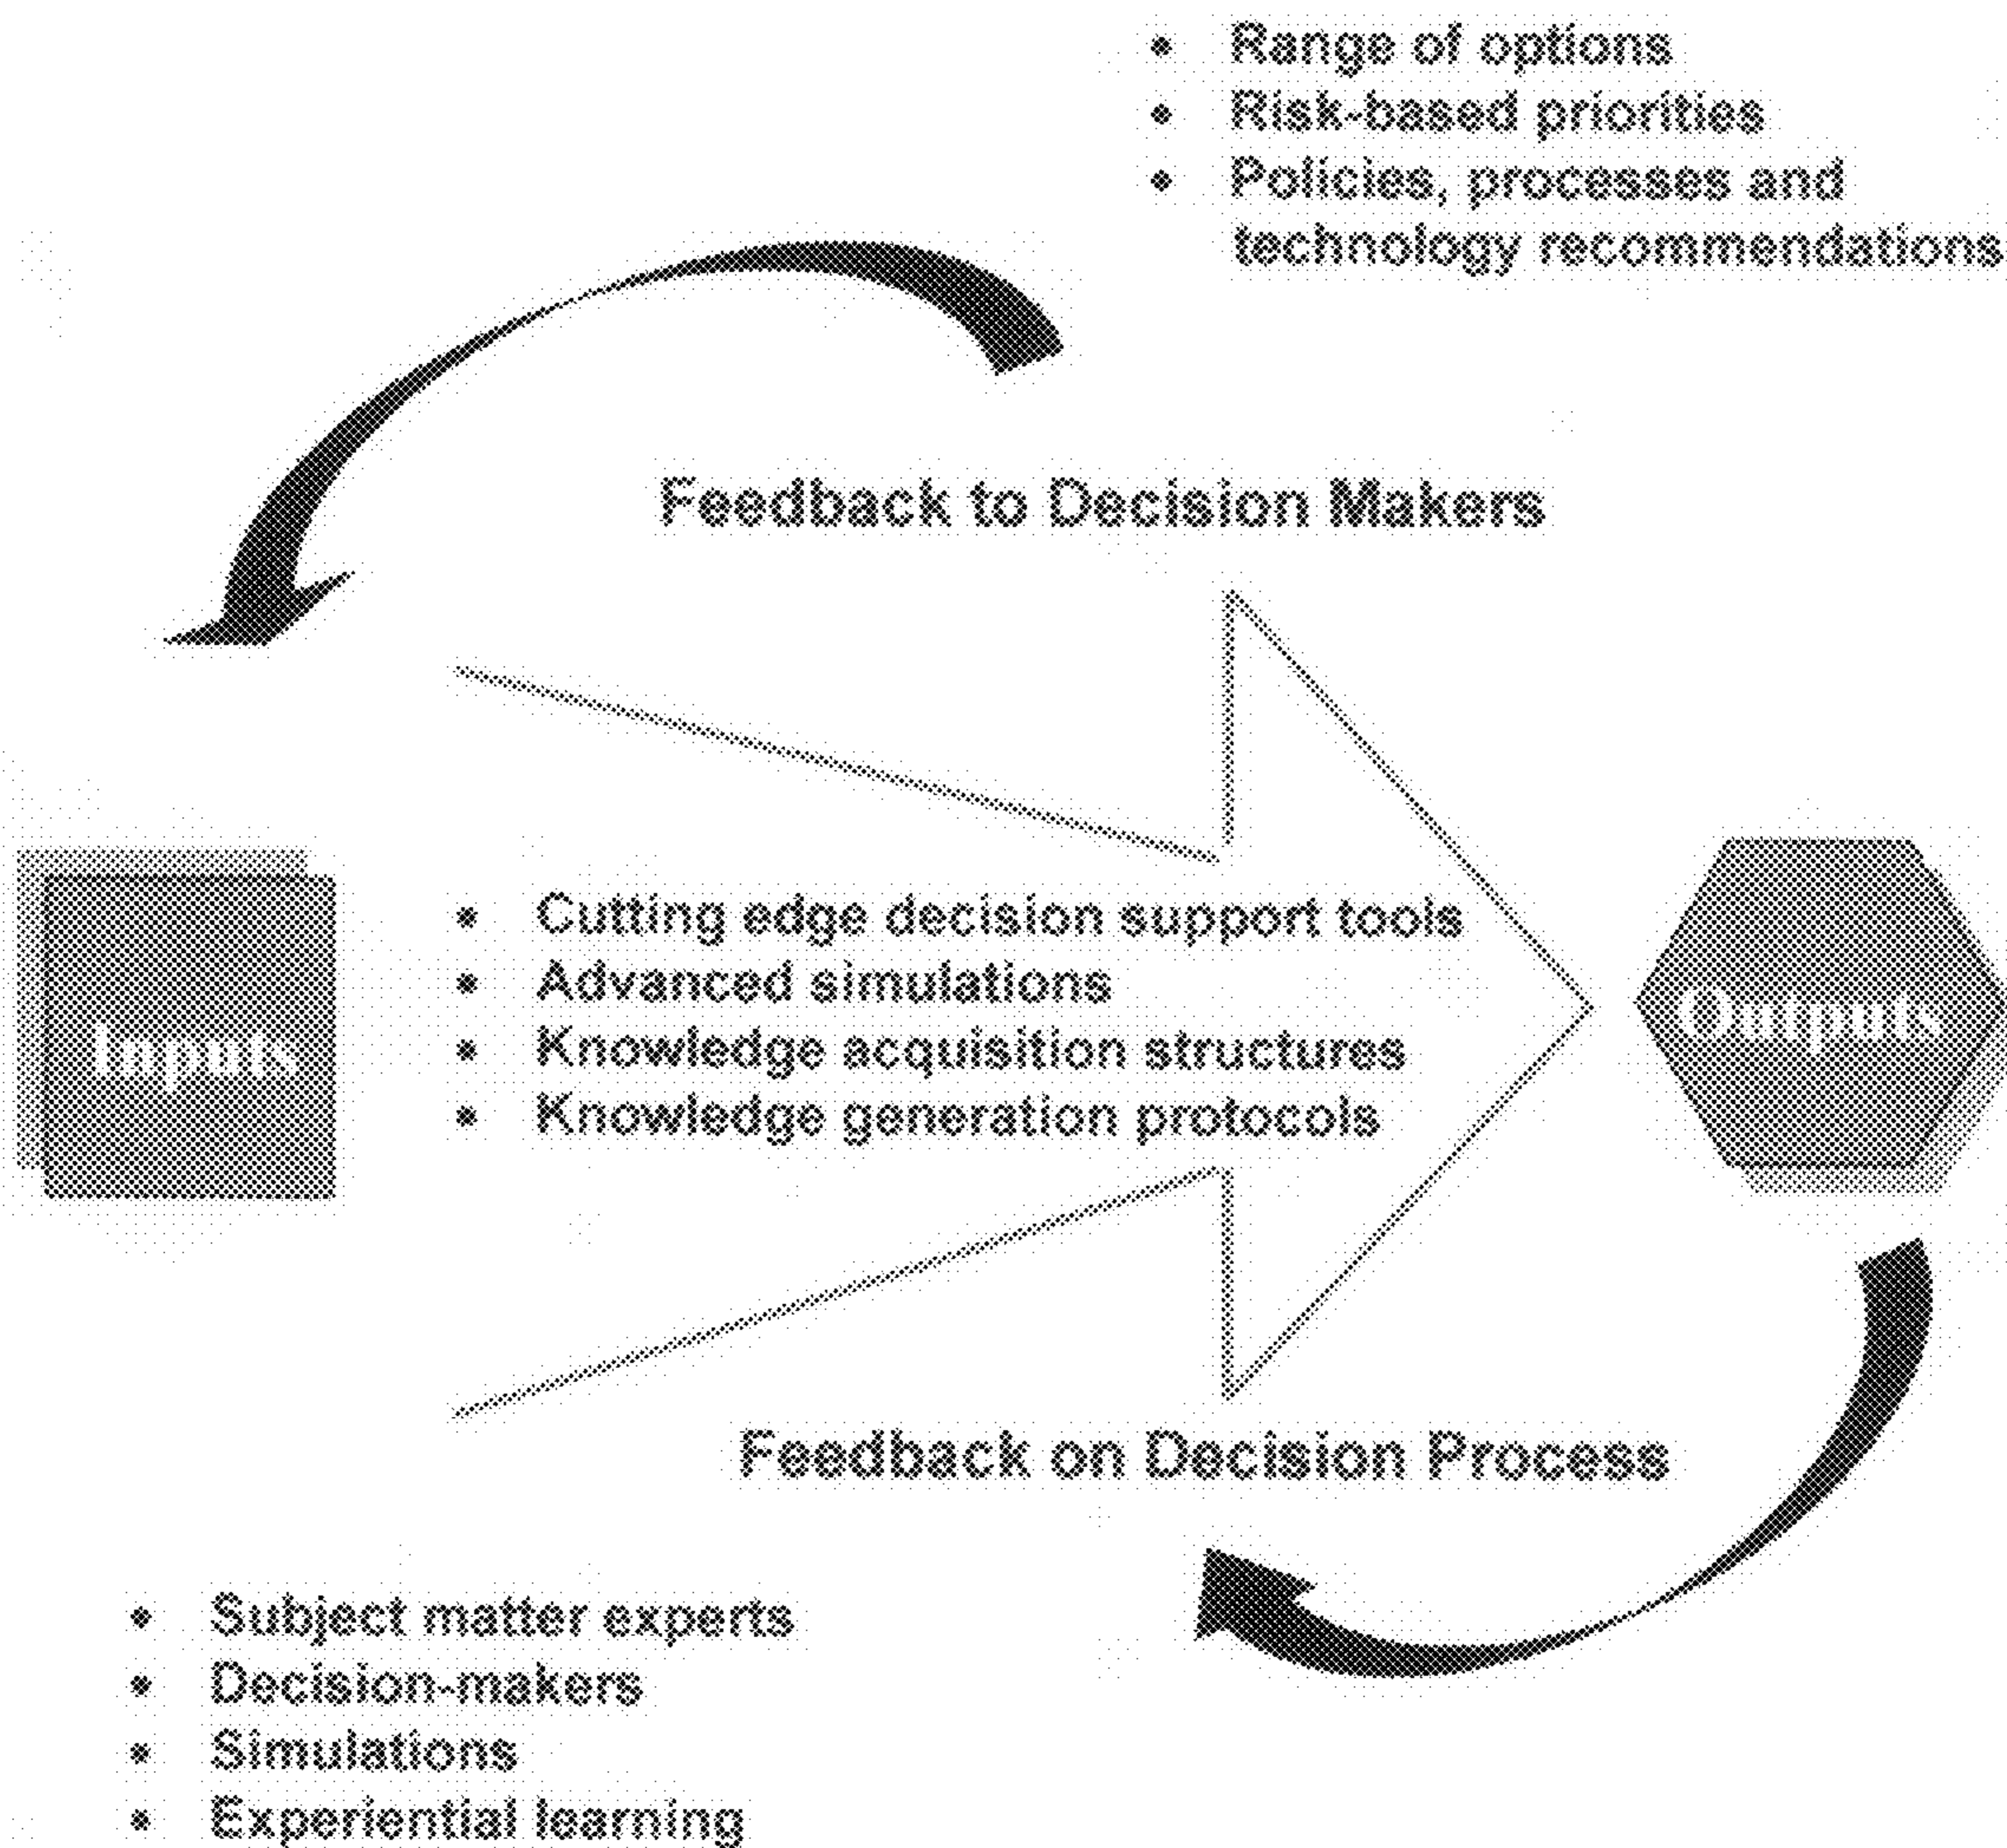 • Range of options
• Risk-based priorities
• Policies, processes and
technology recommendations
Feedback to Decision Makers
• Cutting edge decision support tools
• Advanced simulations
• Knowledge acquisition structures
• Knowledge generation protocols
Inputs
Outputs
Feedback on Decision Process
• Subject matter experts
• Decision-makers
• Simulations
• Experiential learning